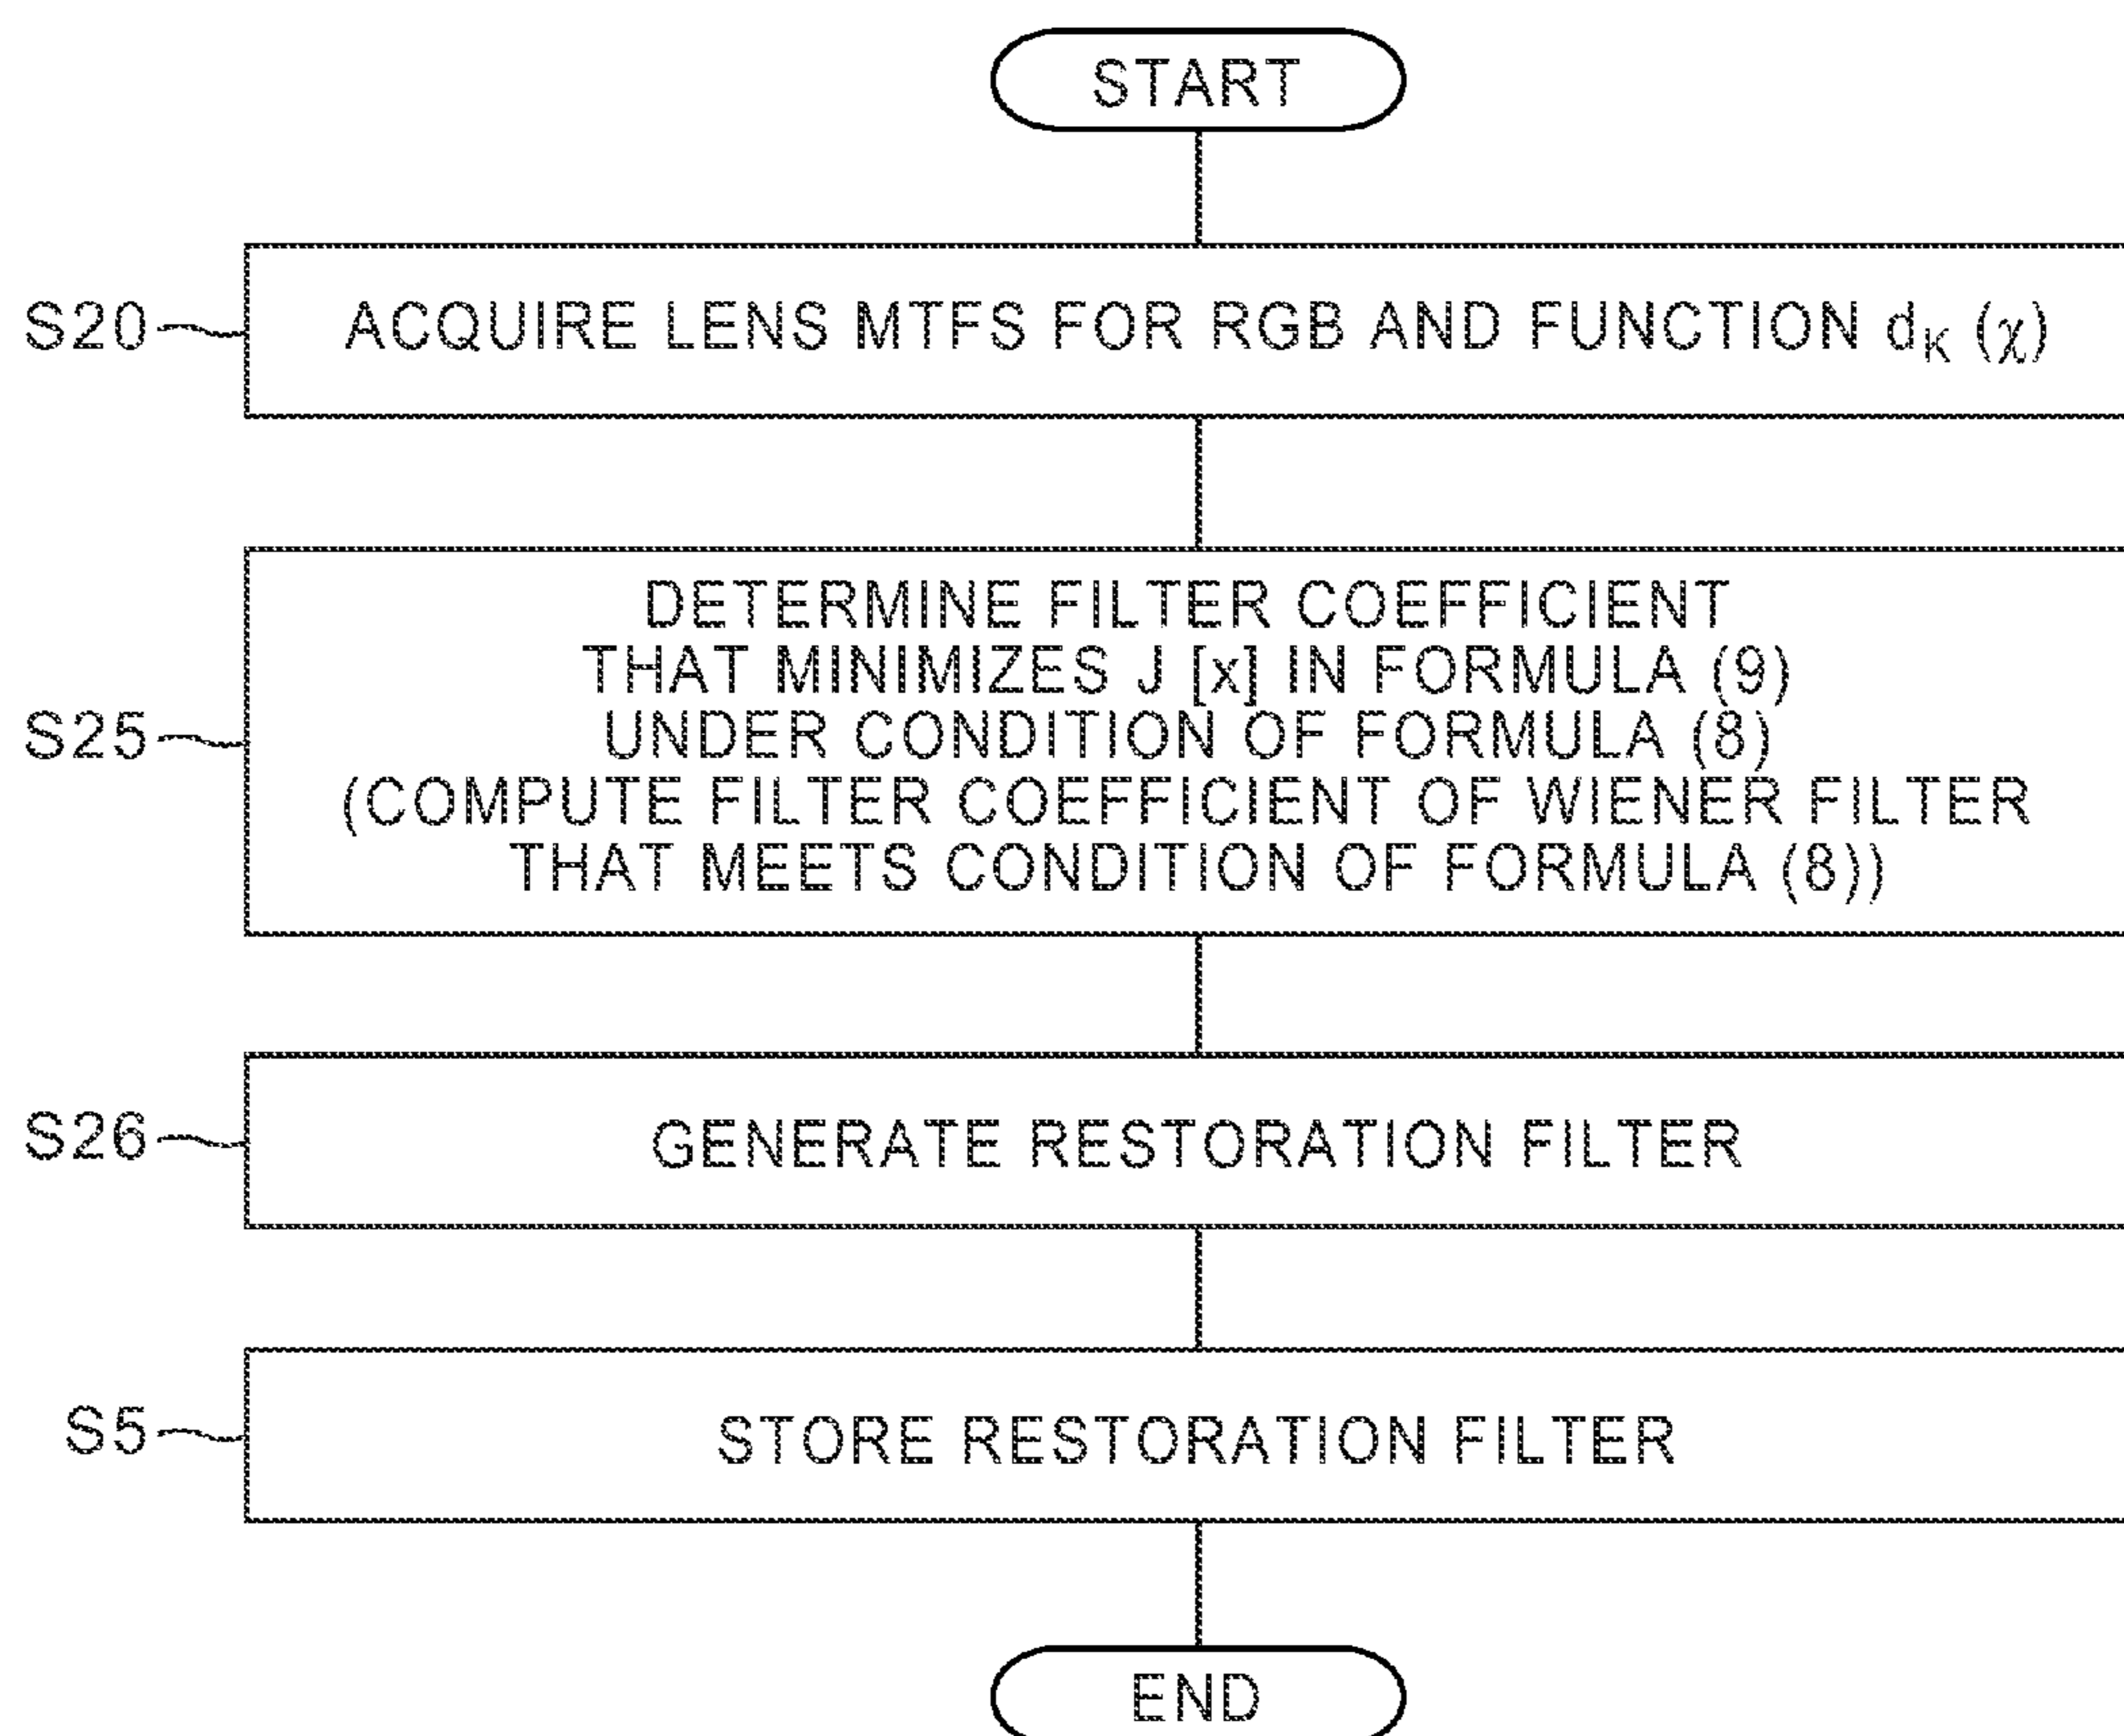 START
S20
ACQUIRE LENS MTFS FOR RGB AND FUNCTION dK (χ)
S25
DETERMINE FILTER COEFFICIENT
THAT MINIMIZES J [x] IN FORMULA (9)
UNDER CONDITION OF FORMULA (8)
(COMPUTE FILTER COEFFICIENT OF WIENER FILTER
THAT MEETS CONDITION OF FORMULA (8))
S26
GENERATE RESTORATION FILTER
S5
STORE RESTORATION FILTER
END